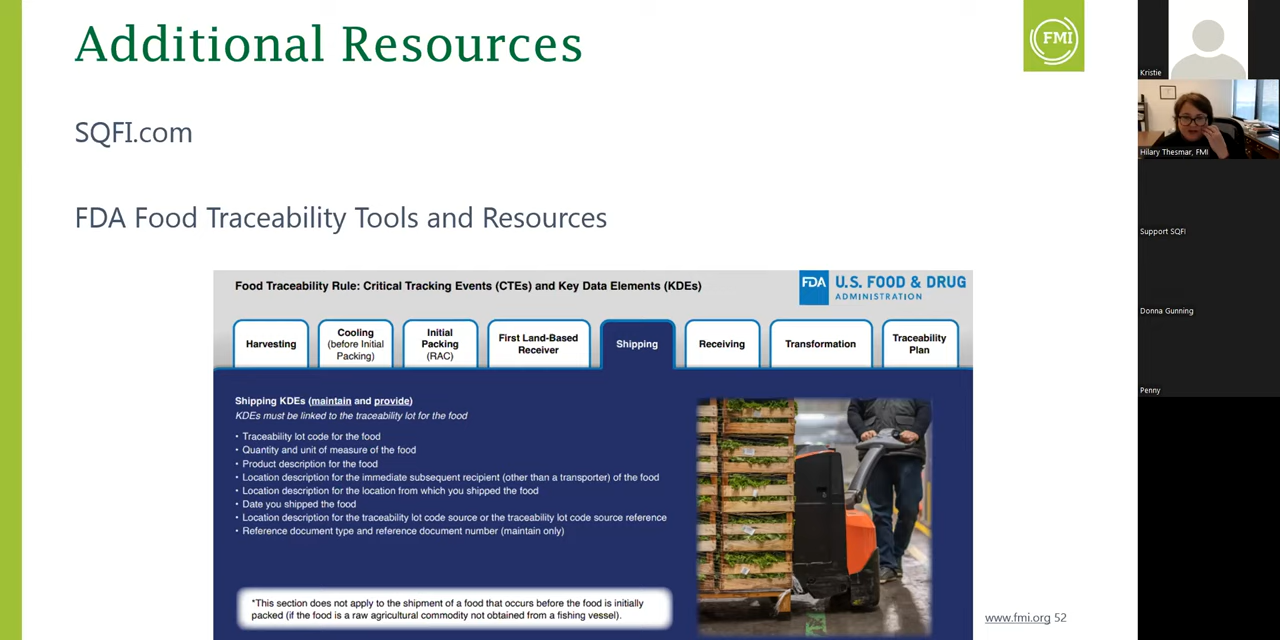 Additional Resources
FMI
SQFI.com
FDA Food Traceability Tools and Resources
Food Traceability Rule: Critical Tracking Events (CTEs) and Key Data Elements (KDEs)
FDA
U.S. FOOD & DRUG
ADMINISTRATION
Harvesting
Cooling
(before Initial
Packing)
Initial
Packing
(RAC)
First Land-Based
Receiver
Shipping
Receiving
Transformation
Traceability
Plan
Shipping KDEs (maintain and provide)
KDEs must be linked to the traceability lot for the food
• Traceability lot code for the food
• Quantity and unit of measure of the food
• Product description for the food
• Location description for the immediate subsequent recipient (other than a transporter) of the food
• Location description for the location from which you shipped the food
• Date you shipped the food
• Location description for the traceability lot code source or the traceability lot code source reference
• Reference document type and reference document number (maintain only)
*This section does not apply to the shipment of a food that occurs before the food is initially
packed (if the food is a raw agricultural commodity not obtained from a fishing vessel).
www.fmi.org 52
Kristie
Hilary Thesmar, FMI
Support SQFI
Donna Gunning
Penny